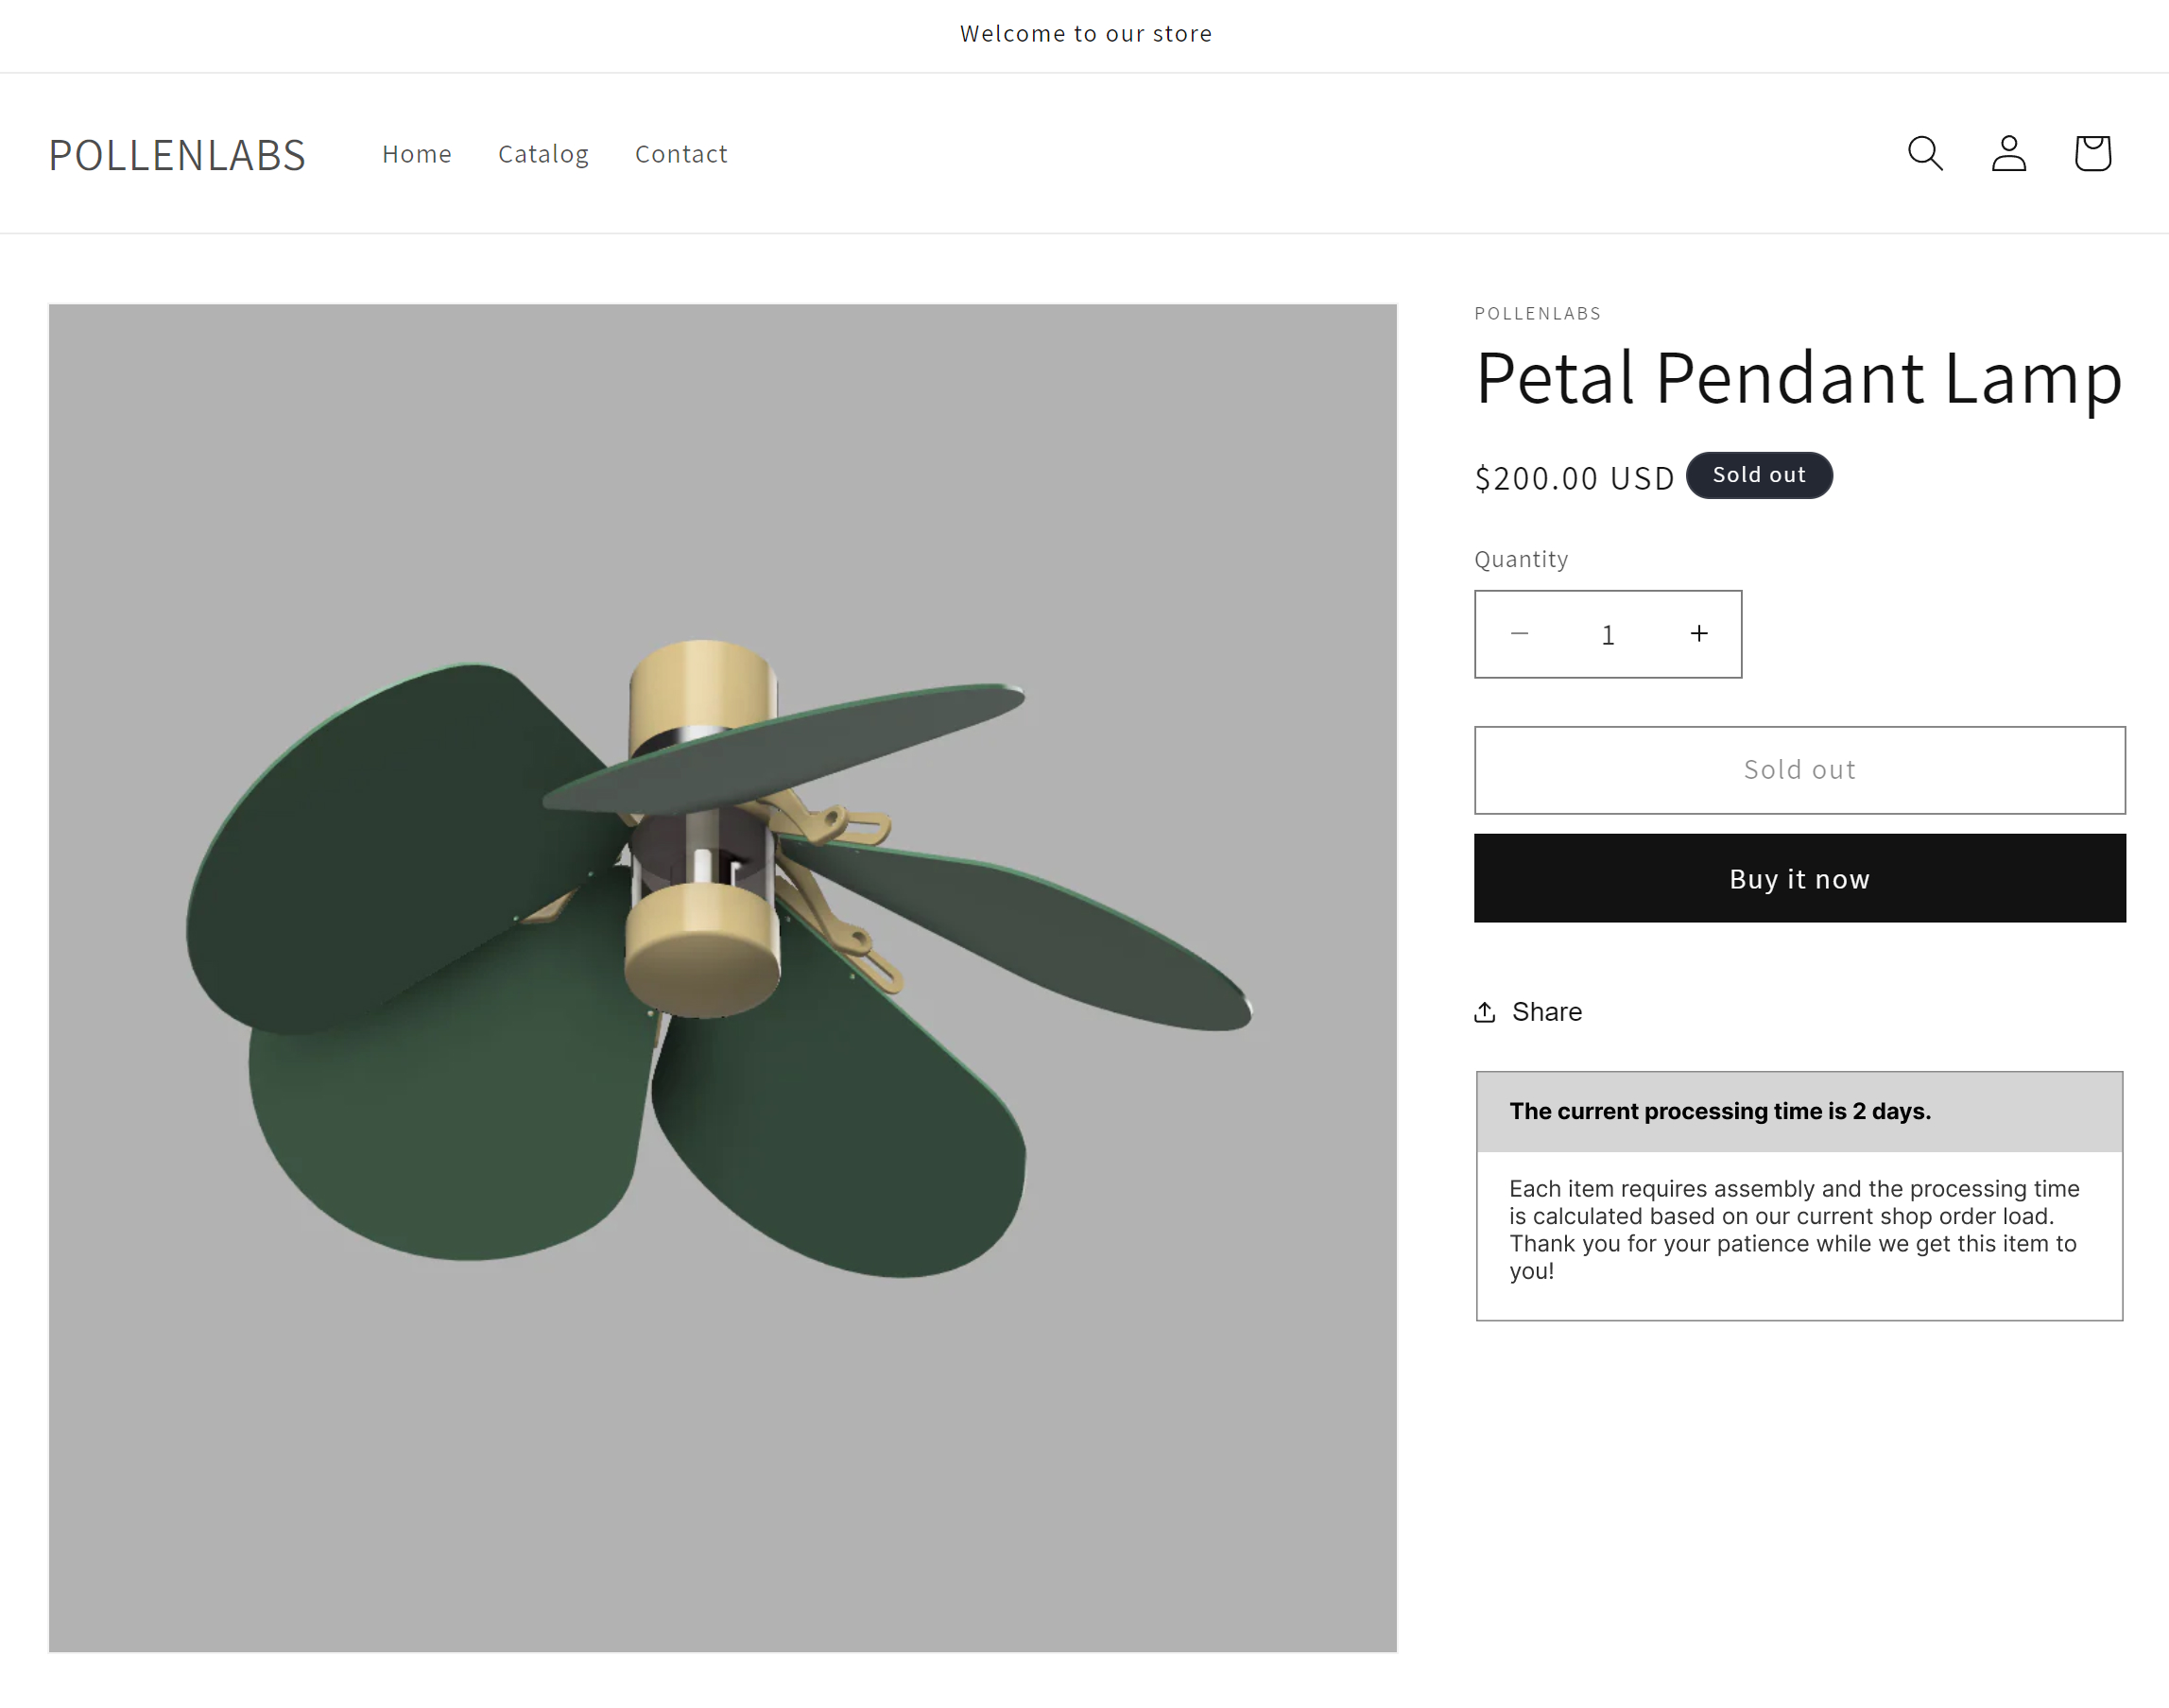 Welcome to our store
POLLENLABS
Home
Catalog
Contact
POLLENLABS
Petal Pendant Lamp
$200.00 USD
Sold out
Quantity
− 1 +
Sold out
Buy it now
Share
The current processing time is 2 days.
Each item requires assembly and the processing time
is calculated based on our current shop order load.
Thank you for your patience while we get this item to
you!